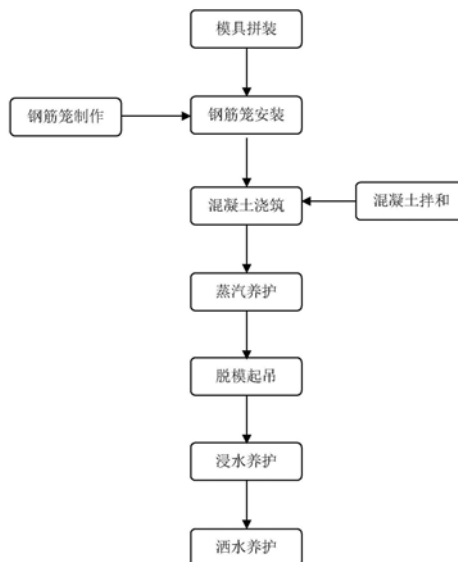 模具拼装
钢筋笼制作
钢筋笼安装
混凝土浇筑
混凝土拌和
蒸汽养护
脱模起吊
浸水养护
洒水养护